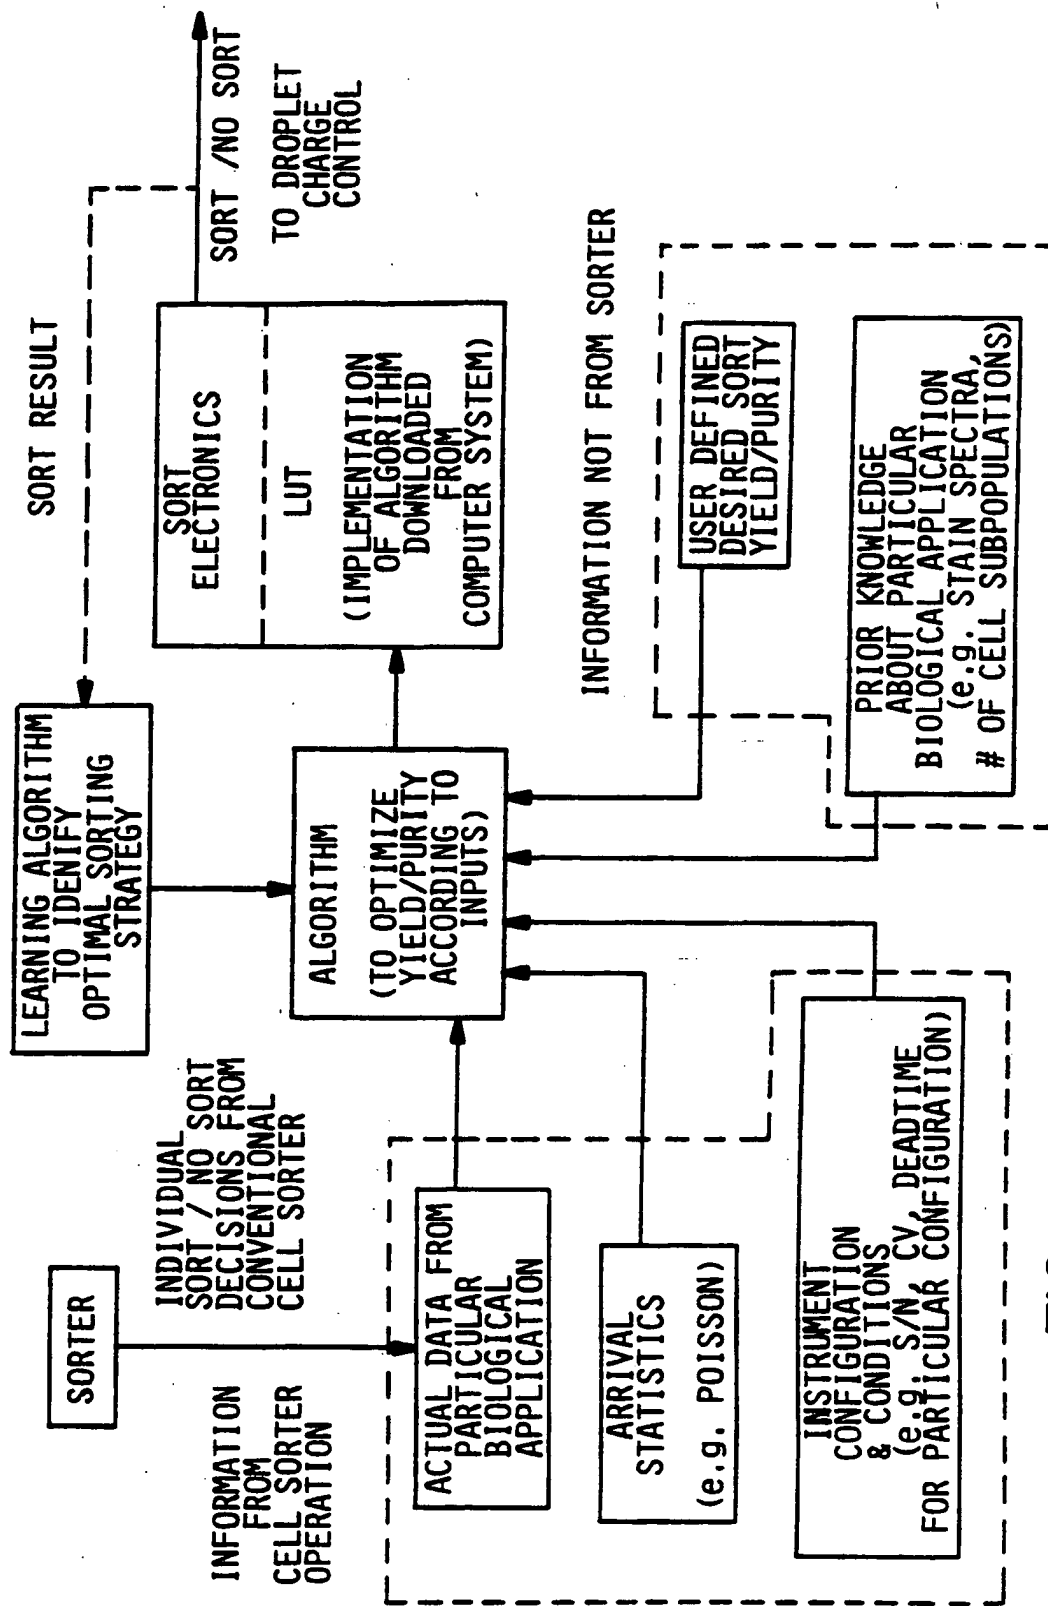 SORTER
INFORMATION
FROM
CELL SORTER
OPERATION
INDIVIDUAL
SORT / NO SORT
DECISIONS FROM
CONVENTIONAL
CELL SORTER
LEARNING ALGORITHM
TO IDENIFY
OPTIMAL SORTING
STRATEGY
SORT RESULT
ACTUAL DATA FROM
PARTICULAR
BIOLOGICAL
APPLICATION
ARRIVAL
STATISTICS
(e.g. POISSON)
INSTRUMENT
CONFIGURATION
& CONDITIONS
(e.g. S/N, CV, DEADTIME
FOR PARTICULAR CONFIGURATION)
ALGORITHM
(TO OPTIMIZE
YIELD/PURITY
ACCORDING TO
INPUTS)
SORT
ELECTRONICS
LUT
(IMPLEMENTATION
OF ALGORITHM
DOWNLOADED
FROM
COMPUTER SYSTEM)
SORT /NO SORT
TO DROPLET
CHARGE
CONTROL
INFORMATION NOT FROM SORTER
USER DEFINED
DESIRED SORT
YIELD/PURITY
PRIOR KNOWLEDGE
ABOUT PARTICULAR
BIOLOGICAL APPLICATION
(e.g. STAIN SPECTRA,
# OF CELL SUBPOPULATIONS)